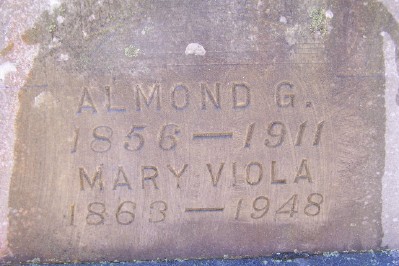 ALMOND G.
1856 — 1911
MARY VIOLA
1863 — 1948